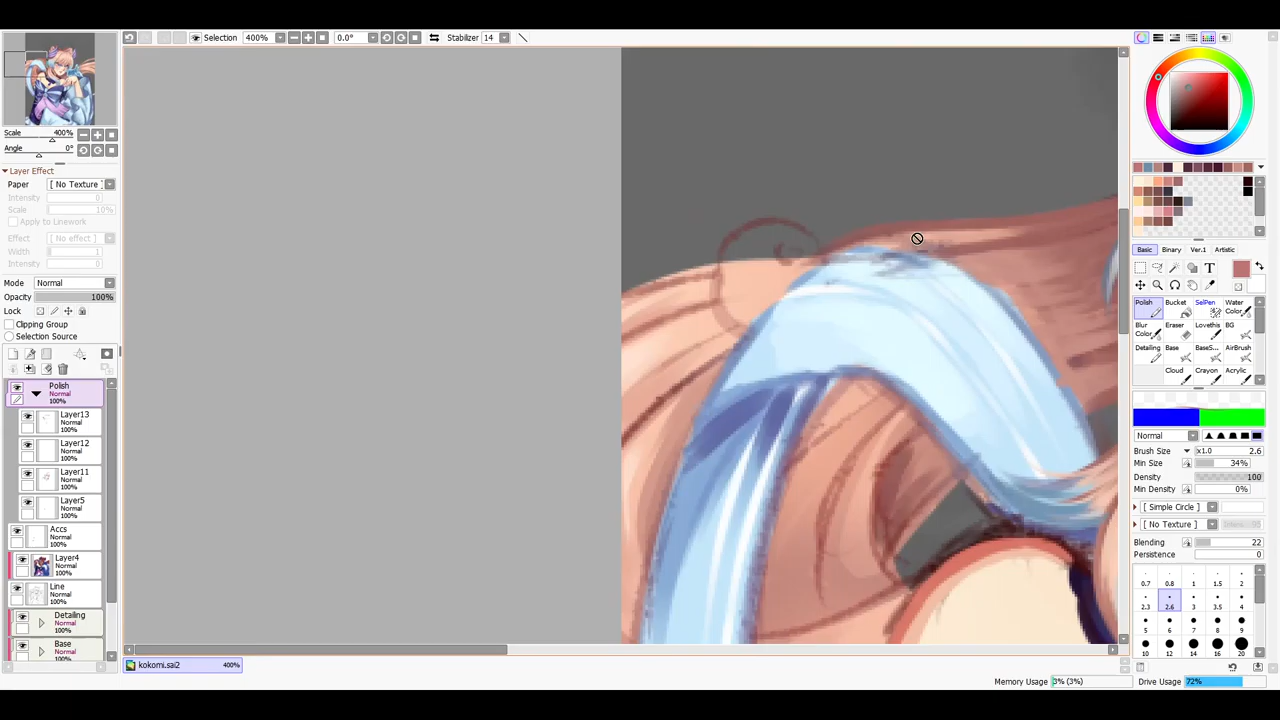 Selection 400% 0.0° Stabilizer 14
Scale 400%
Angle 0°
Layer Effect
Paper [ No Texture ]
Intensity 0
Scale 10%
Apply to Linework
Effect [ No effect ]
Width 1
Intensity 100
Mode Normal
Opacity 100%
Lock
Clipping Group
Selection Source
Polish
Normal
100%
Layer13
Normal
100%
Layer12
Normal
100%
Layer11
Normal
100%
Layer5
Normal
100%
Accs
Normal
100%
Layer4
Normal
100%
Line
Normal
100%
Detailing
Normal
100%
Base
Normal
100%
kokomi.sai2 400%
Memory Usage 3% (3%) Drive Usage 72%
Basic Ver.1 Artistic
T
Polish Bucket SelPen Water Color
Blur Color Eraser Lovethis BG
Detailing Base BaseS... AirBrush
Cloud Crayon Acrylic
Normal
Brush Size x1.0 2.6
Min Size 34%
Density 100
Min Density 0%
[ Simple Circle ]
[ No Texture ]
Blending 22
Persistence 0
0.7 0.8 1 1.5 2
2.3 2.6 3 3.5 4
5 6 7 8 9
10 12 14 16 20